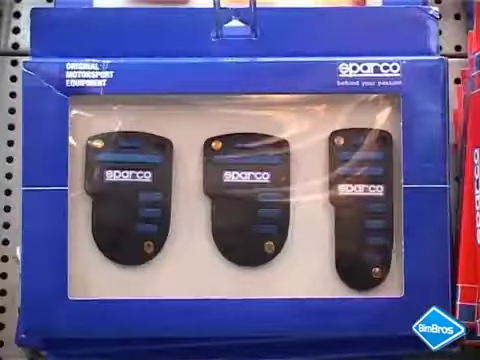 ORIGINAL
MOTORSPORT
EQUIPMENT
sparco
behind your passion
sparco
sparco
sparco
BimBros